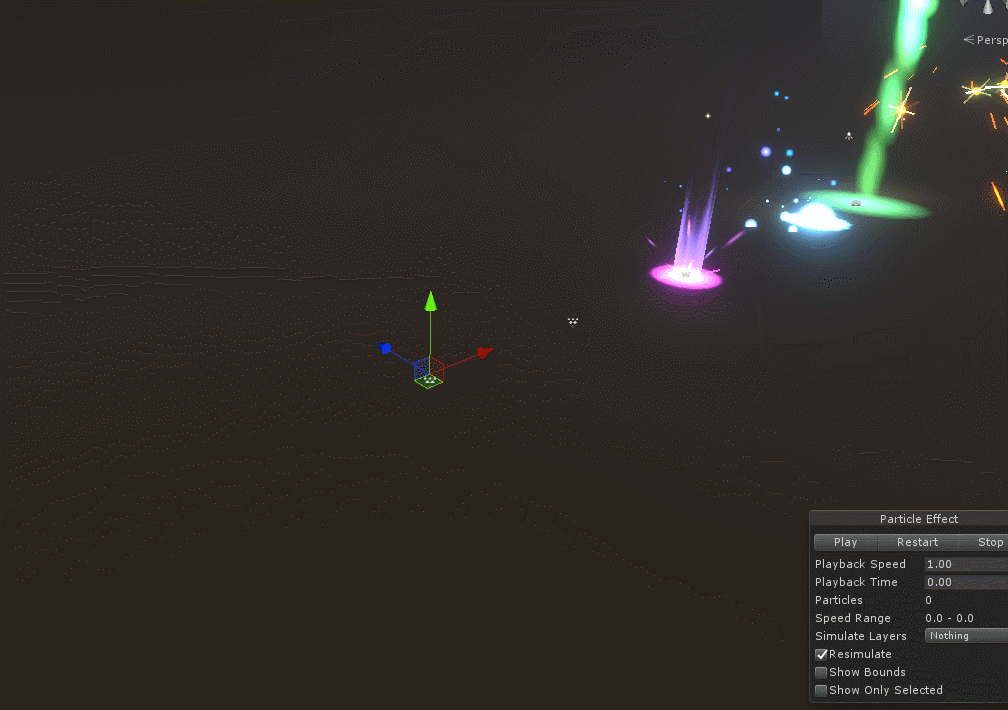 Persp
Particle Effect
Play Restart Stop
Playback Speed 1.00
Playback Time 0.00
Particles 0
Speed Range 0.0 - 0.0
Simulate Layers Nothing
Resimulate
Show Bounds
Show Only Selected